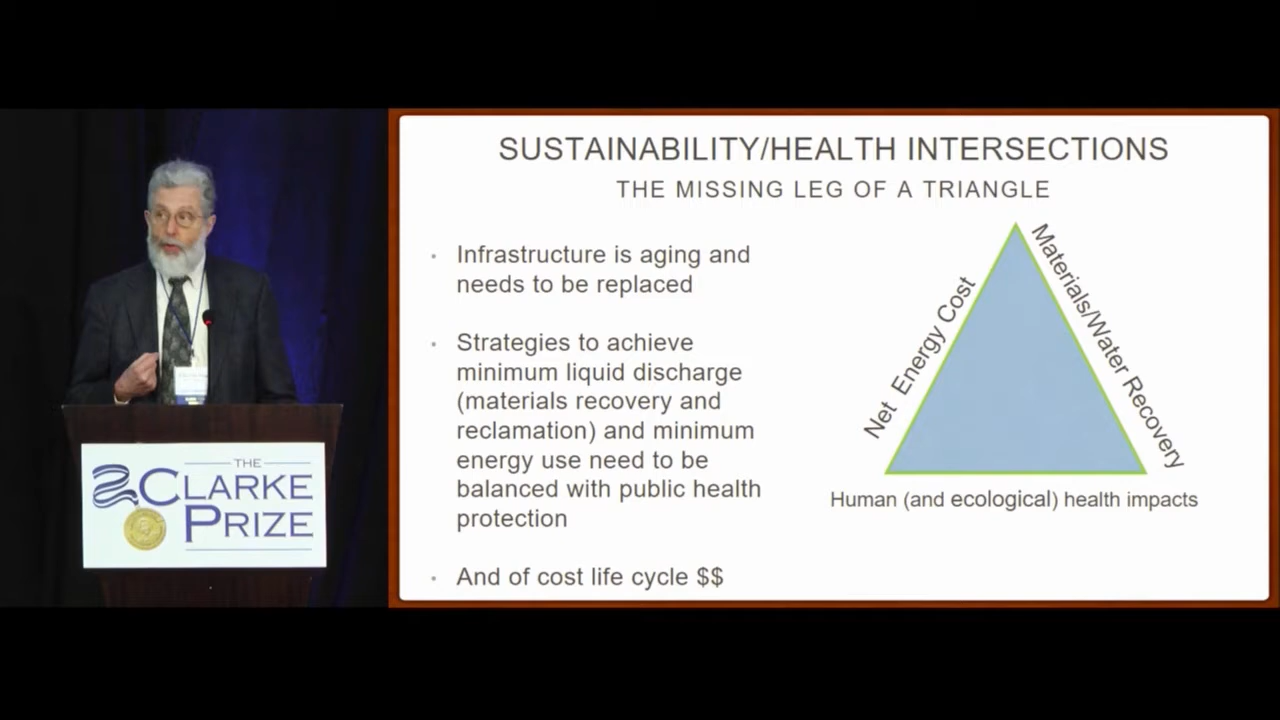 THE
CLARKE
PRIZE
SUSTAINABILITY/HEALTH INTERSECTIONS
THE MISSING LEG OF A TRIANGLE
Infrastructure is aging and
needs to be replaced
Strategies to achieve
minimum liquid discharge
(materials recovery and
reclamation) and minimum
energy use need to be
balanced with public health
protection
And of cost life cycle $$
Net Energy Cost
Materials/Water Recovery
Human (and ecological) health impacts